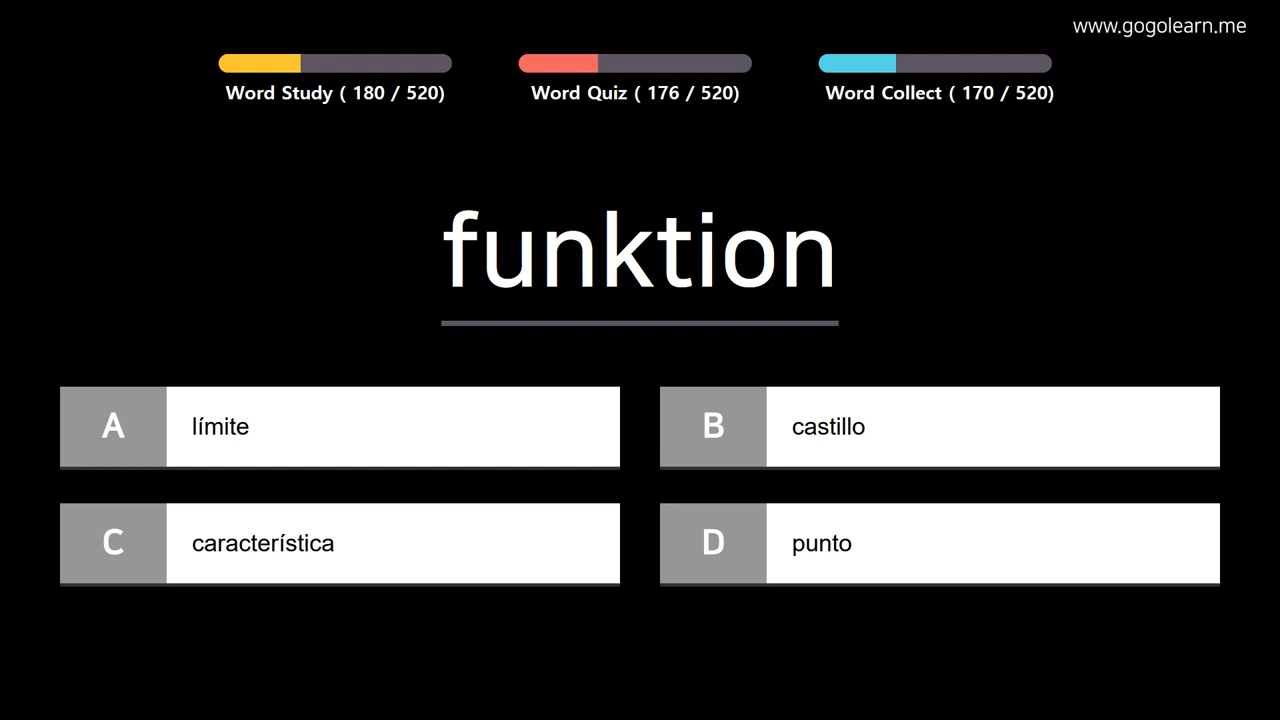 www.gogolearn.me
Word Study ( 180 / 520)
Word Quiz ( 176 / 520)
Word Collect ( 170 / 520)
funktion
A límite
B castillo
C característica
D punto